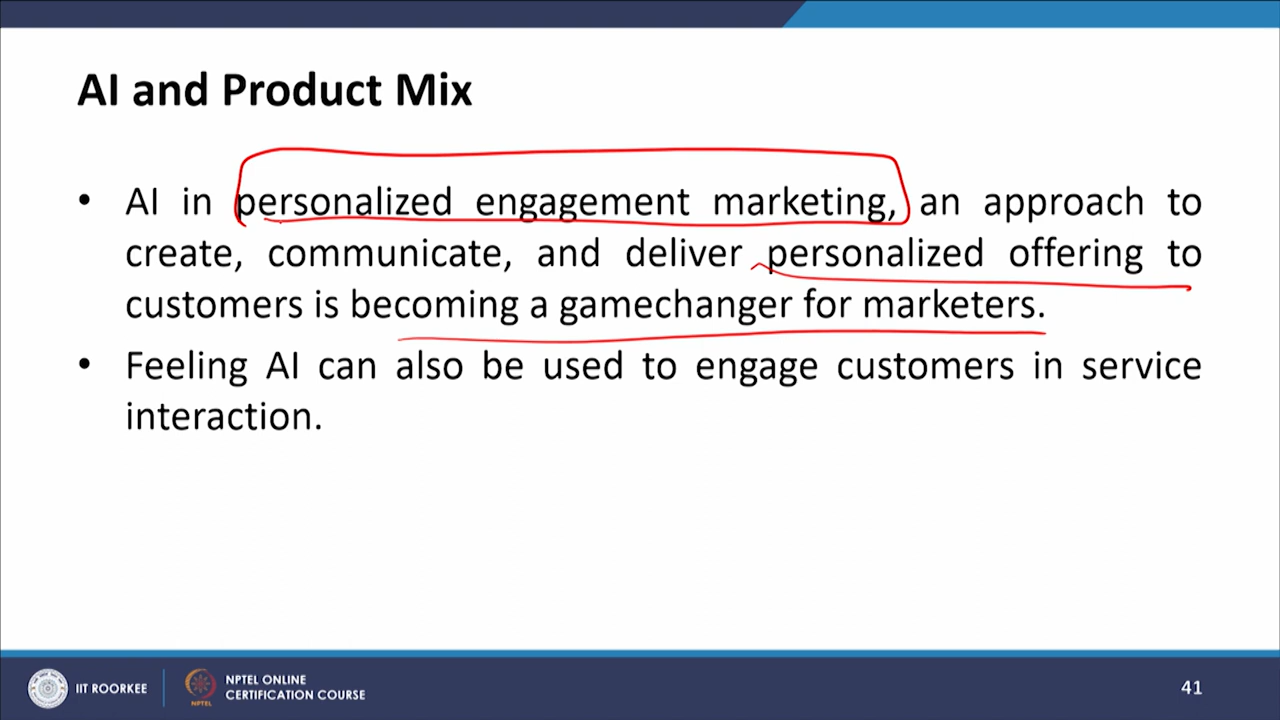 AI and Product Mix
• AI in personalized engagement marketing, an approach to
create, communicate, and deliver personalized offering to
customers is becoming a gamechanger for marketers.
• Feeling AI can also be used to engage customers in service
interaction.
IIT ROORKEE
NPTEL
NPTEL ONLINE
CERTIFICATION COURSE
41